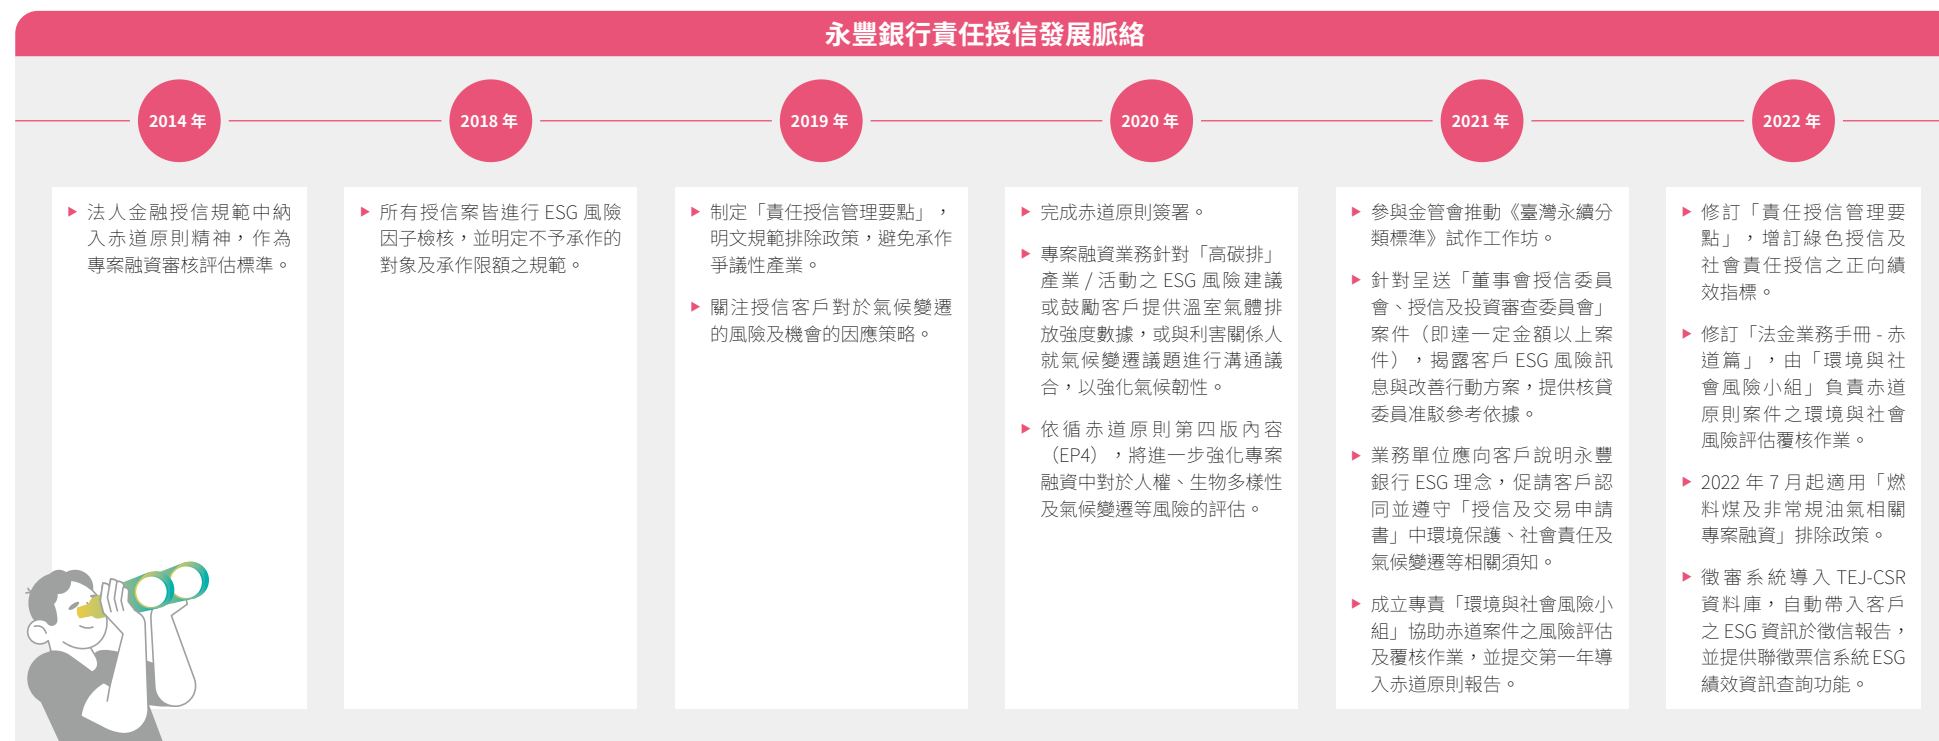 永豐銀行責任授信發展脈絡
2014 年
2018 年
2019 年
2020 年
2021 年
2022 年
法人金融授信規範中納
入赤道原則精神，作為
專案融資審核評估標準。
所有授信案皆進行 ESG 風險
因子檢核，並明定不予承作的
對象及承作限額之規範。
制定「責任授信管理要點」，
明文規範排除政策，避免承作
爭議性產業。
關注授信客戶對於氣候變遷
的風險及機會的因應策略。
完成赤道原則簽署。
專案融資業務針對「高碳排」
產業 / 活動之 ESG 風險建議
或鼓勵客戶提供溫室氣體排
放強度數據，或與利害關係人
就氣候變遷議題進行溝通議
合，以強化氣候韌性。
依循赤道原則第四版內容
（EP4），將進一步強化專案
融資中對於人權、生物多樣性
及氣候變遷等風險的評估。
參與金管會推動《臺灣永續分
類標準》試作工作坊。
針對呈送「董事會授信委員
會、授信及投資審查委員會」
案件（即達一定金額以上案
件），揭露客戶 ESG 風險訊
息與改善行動方案，提供核貸
委員准駁參考依據。
業務單位應向客戶說明永豐
銀行 ESG 理念，促請客戶認
同並遵守「授信及交易申請
書」中環境保護、社會責任及
氣候變遷等相關須知。
成立專責「環境與社會風險小
組」協助赤道案件之風險評估
及覆核作業，並提交第一年導
入赤道原則報告。
修訂「責任授信管理要
點」，增訂綠色授信及
社會責任授信之正向績
效指標。
修訂「法金業務手冊 - 赤
道篇」，由「環境與社
會風險小組」負責赤道
原則案件之環境與社會
風險評估覆核作業。
2022 年 7 月起適用「燃
料煤及非常規油氣相關
專案融資」排除政策。
徵審系統導入 TEJ-CSR
資料庫，自動帶入客戶
之 ESG 資訊於徵信報告，
並提供聯徵票信系統 ESG
績效資訊查詢功能。